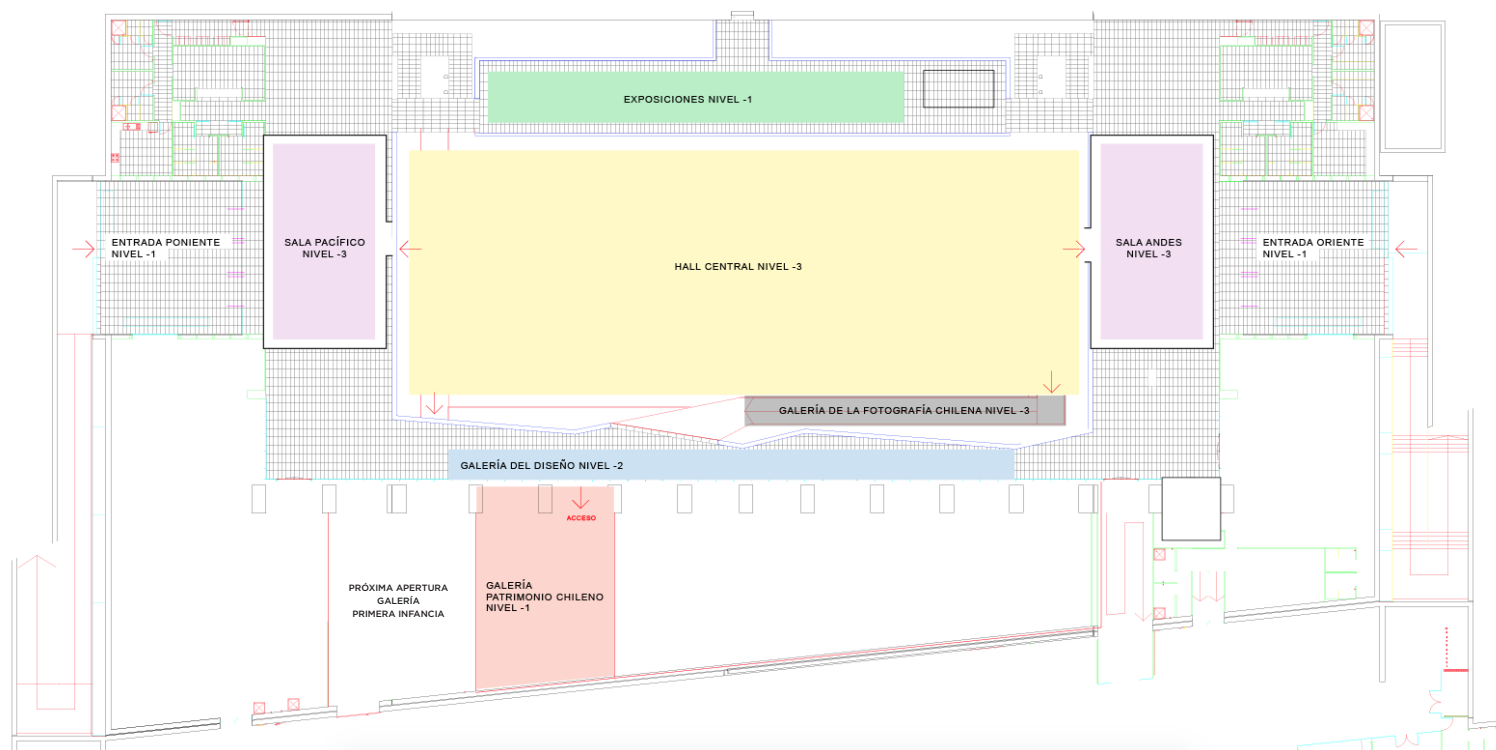 EXPOSICIONES NIVEL -1
ENTRADA PONIENTE
NIVEL -1
SALA PACÍFICO
NIVEL -3
HALL CENTRAL NIVEL -3
SALA ANDES
NIVEL -3
ENTRADA ORIENTE
NIVEL -1
GALERÍA DE LA FOTOGRAFÍA CHILENA NIVEL -3
GALERÍA DEL DISEÑO NIVEL -2
ACCESO
PRÓXIMA APERTURA
GALERÍA
PRIMERA INFANCIA
GALERÍA
PATRIMONIO CHILENO
NIVEL -1